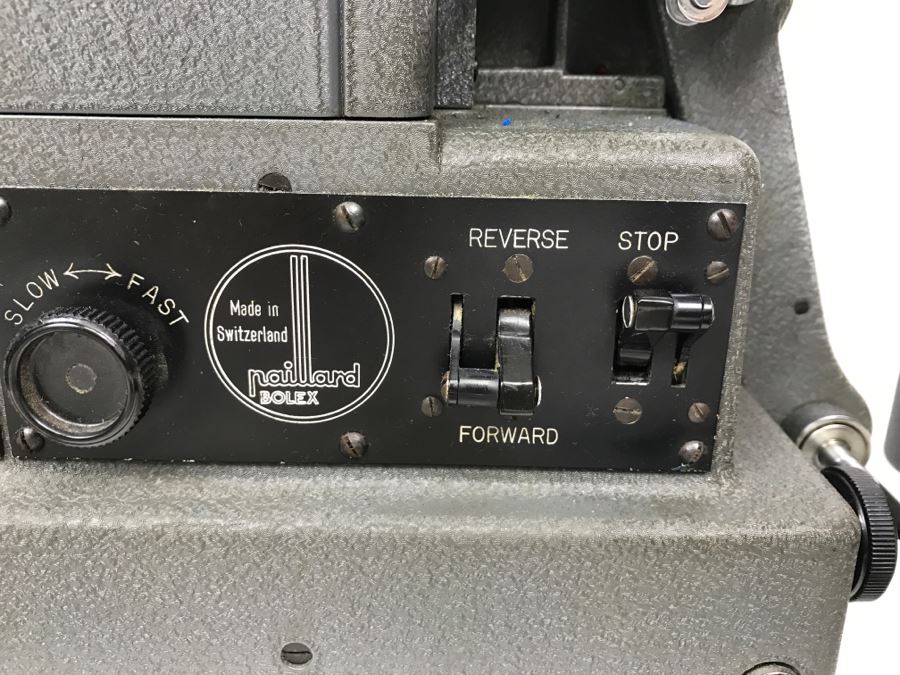 SLOW ↔ FAST
Made in
Switzerland
paillard
BOLEX
REVERSE
FORWARD
STOP